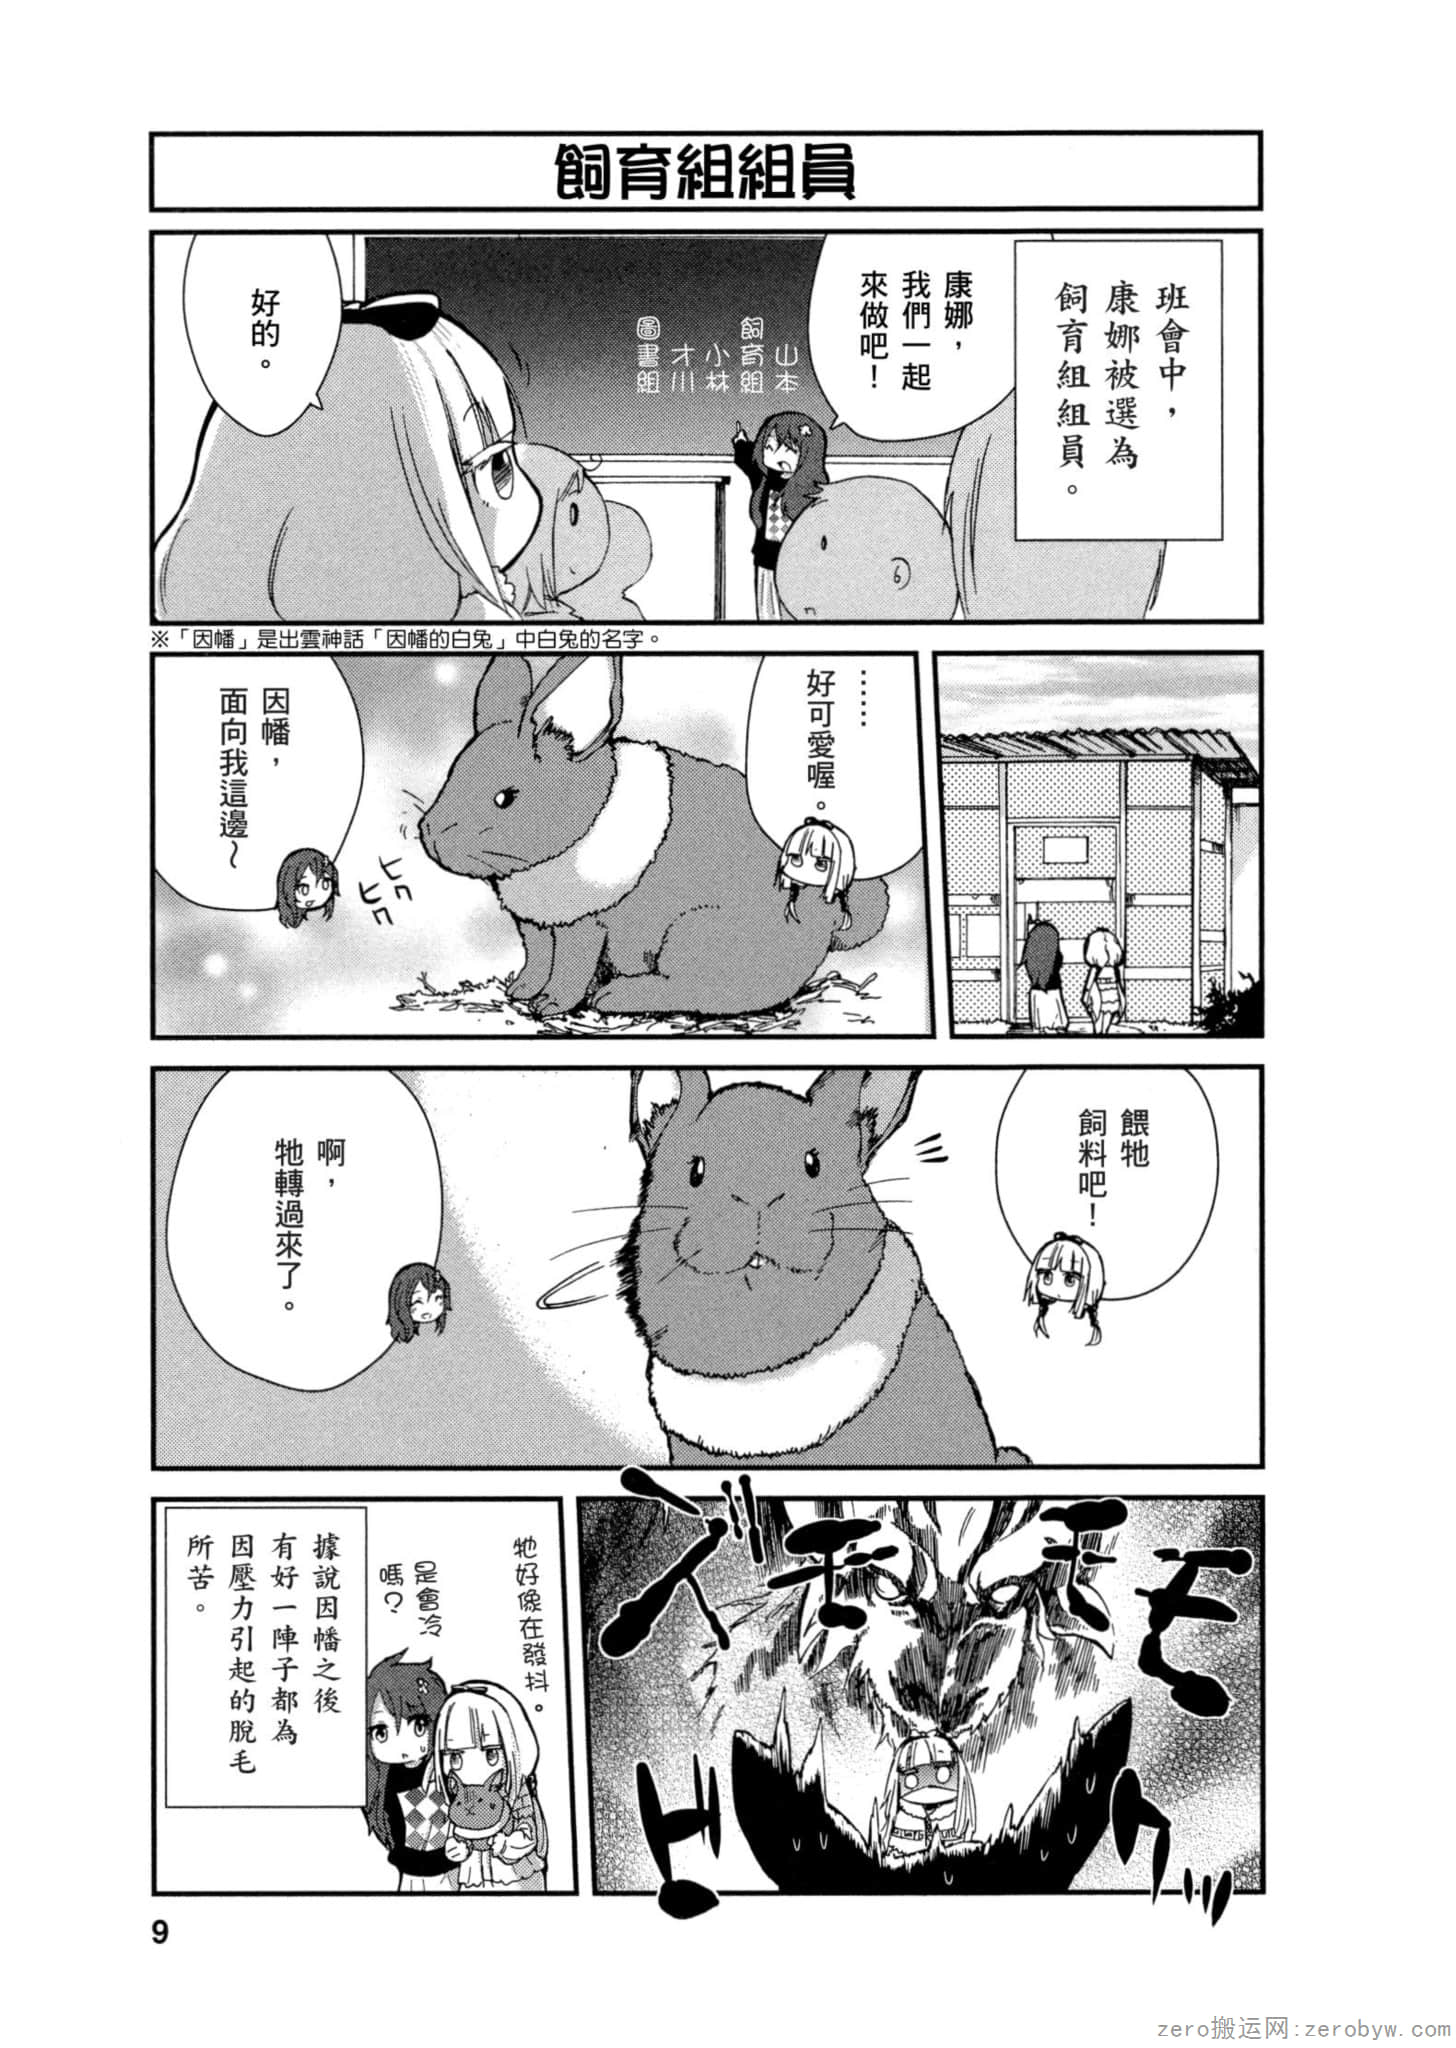 飼育組組員
班會中，
康娜被選為
飼育組組員。
康娜，
我們一起
來做吧！
山本
飼育組
小林
才川
圖書組
好的。
※「因幡」是出雲神話「因幡的白兔」中白兔的名字。
……
好可愛喔。
ヒク
ヒク
因幡，
面向我這邊～
餵牠
飼料吧！
啊，
牠轉過來了。
牠好像在發抖。
是會冷
嗎？
據說因幡之後
有好一陣子都為
因壓力引起的脫毛
所苦。
9
zero搬运网:zerobyw.com